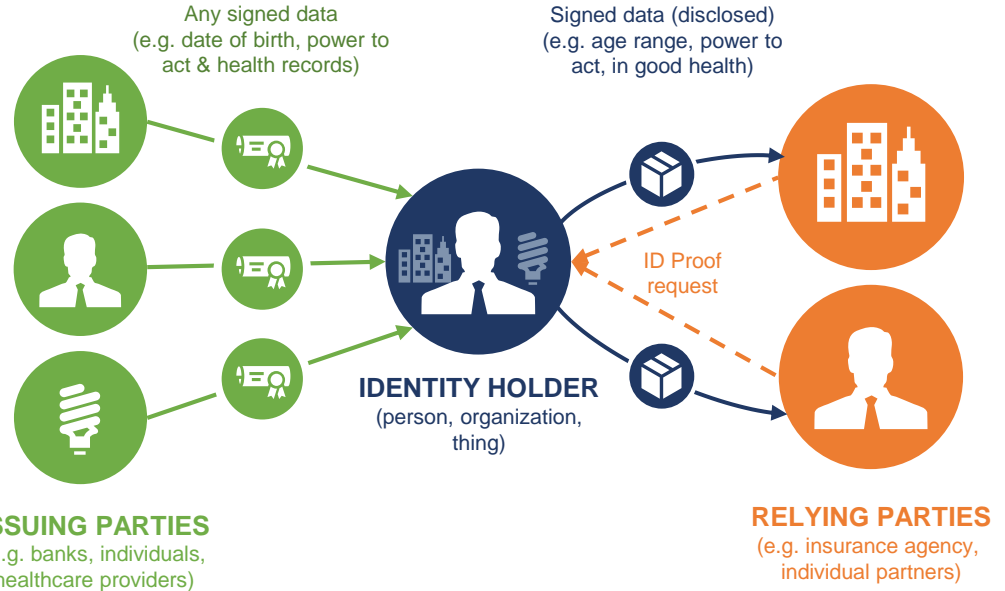 Any signed data
(e.g. date of birth, power to
act & health records)
Signed data (disclosed)
(e.g. age range, power to
act, in good health)
ID Proof
request
IDENTITY HOLDER
(person, organization,
thing)
SSUING PARTIES
.g. banks, individuals,
healthcare providers)
RELYING PARTIES
(e.g. insurance agency,
individual partners)